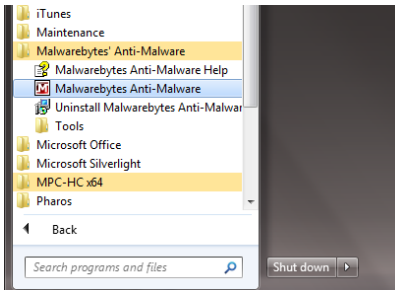 iTunes
Maintenance
Malwarebytes' Anti-Malware
Malwarebytes Anti-Malware Help
Malwarebytes Anti-Malware
Uninstall Malwarebytes Anti-Malwar
Tools
Microsoft Office
Microsoft Silverlight
MPC-HC x64
Pharos
Back
Search programs and files
Shut down